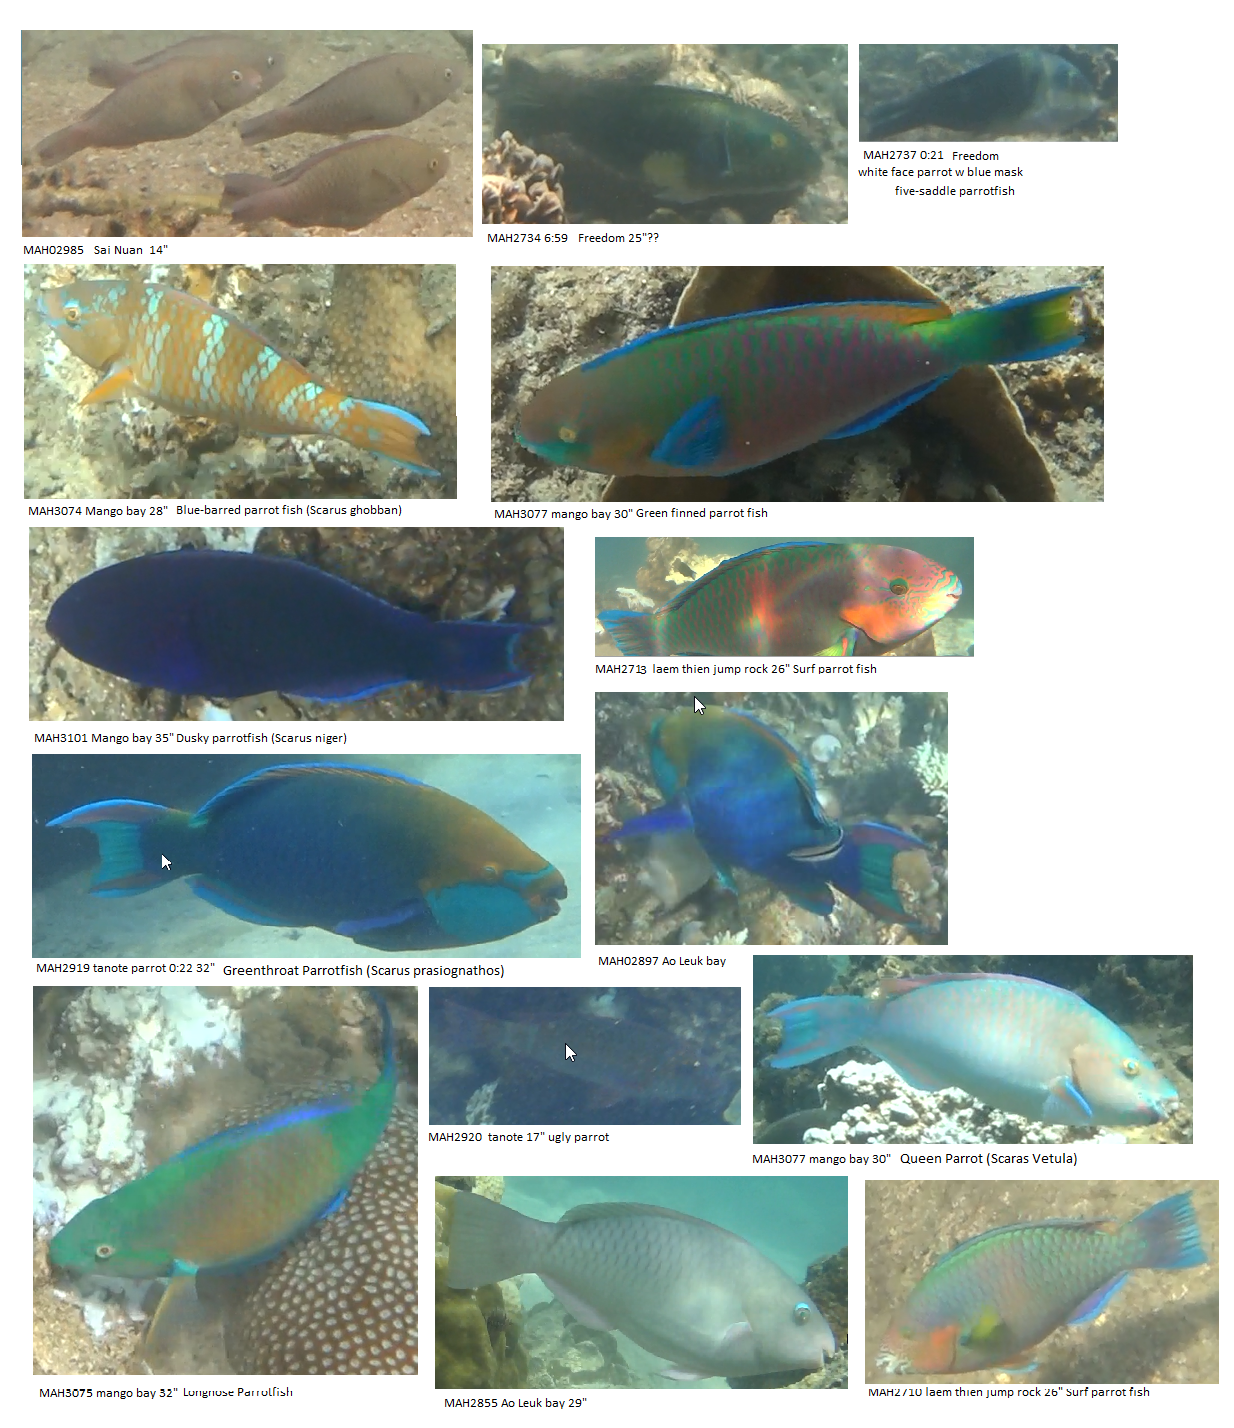 MAH02985 Sai Nuan 14"
MAH2734 6:59 Freedom 25"??
MAH2737 0:21 Freedom
white face parrot w blue mask
five-saddle parrotfish
MAH3074 Mango bay 28" Blue-barred parrot fish (Scarus ghobban)
MAH3077 mango bay 30" Green finned parrot fish
MAH3101 Mango bay 35" Dusky parrotfish (Scarus niger)
MAH2713 laem thien jump rock 26" Surf parrot fish
MAH2919 tanote parrot 0:22 32" Greenthroat Parrotfish (Scarus prasiognathos)
MAH02897 Ao Leuk bay
MAH2920 tanote 17" ugly parrot
MAH3077 mango bay 30" Queen Parrot (Scaras Vetula)
MAH3075 mango bay 32" Longnose Parrotfish
MAH2855 Ao Leuk bay 29"
MAH2710 laem thien jump rock 26" Surf parrot fish